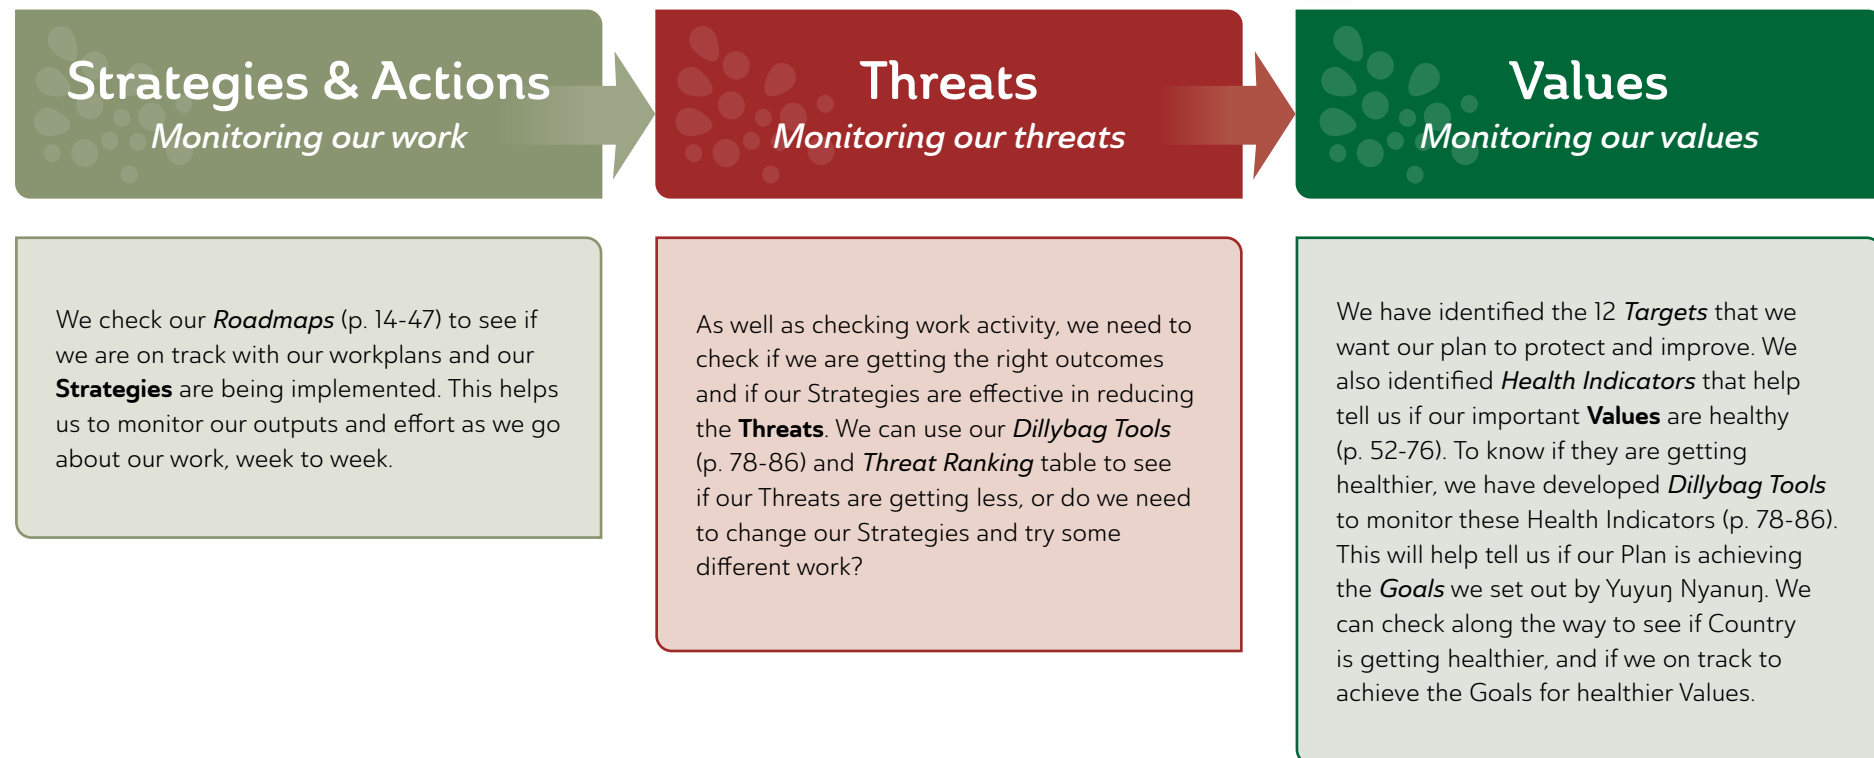 Strategies & Actions
Monitoring our work
We check our Roadmaps (p. 14-47) to see if
we are on track with our workplans and our
Strategies are being implemented. This helps
us to monitor our outputs and effort as we go
about our work, week to week.
Threats
Monitoring our threats
As well as checking work activity, we need to
check if we are getting the right outcomes
and if our Strategies are effective in reducing
the Threats. We can use our Dillybag Tools
(p. 78-86) and Threat Ranking table to see
if our Threats are getting less, or do we need
to change our Strategies and try some
different work?
Values
Monitoring our values
We have identified the 12 Targets that we
want our plan to protect and improve. We
also identified Health Indicators that help
tell us if our important Values are healthy
(p. 52-76). To know if they are getting
healthier, we have developed Dillybag Tools
to monitor these Health Indicators (p. 78-86).
This will help tell us if our Plan is achieving
the Goals we set out by Yuyuŋ Nyanuŋ. We
can check along the way to see if Country
is getting healthier, and if we on track to
achieve the Goals for healthier Values.